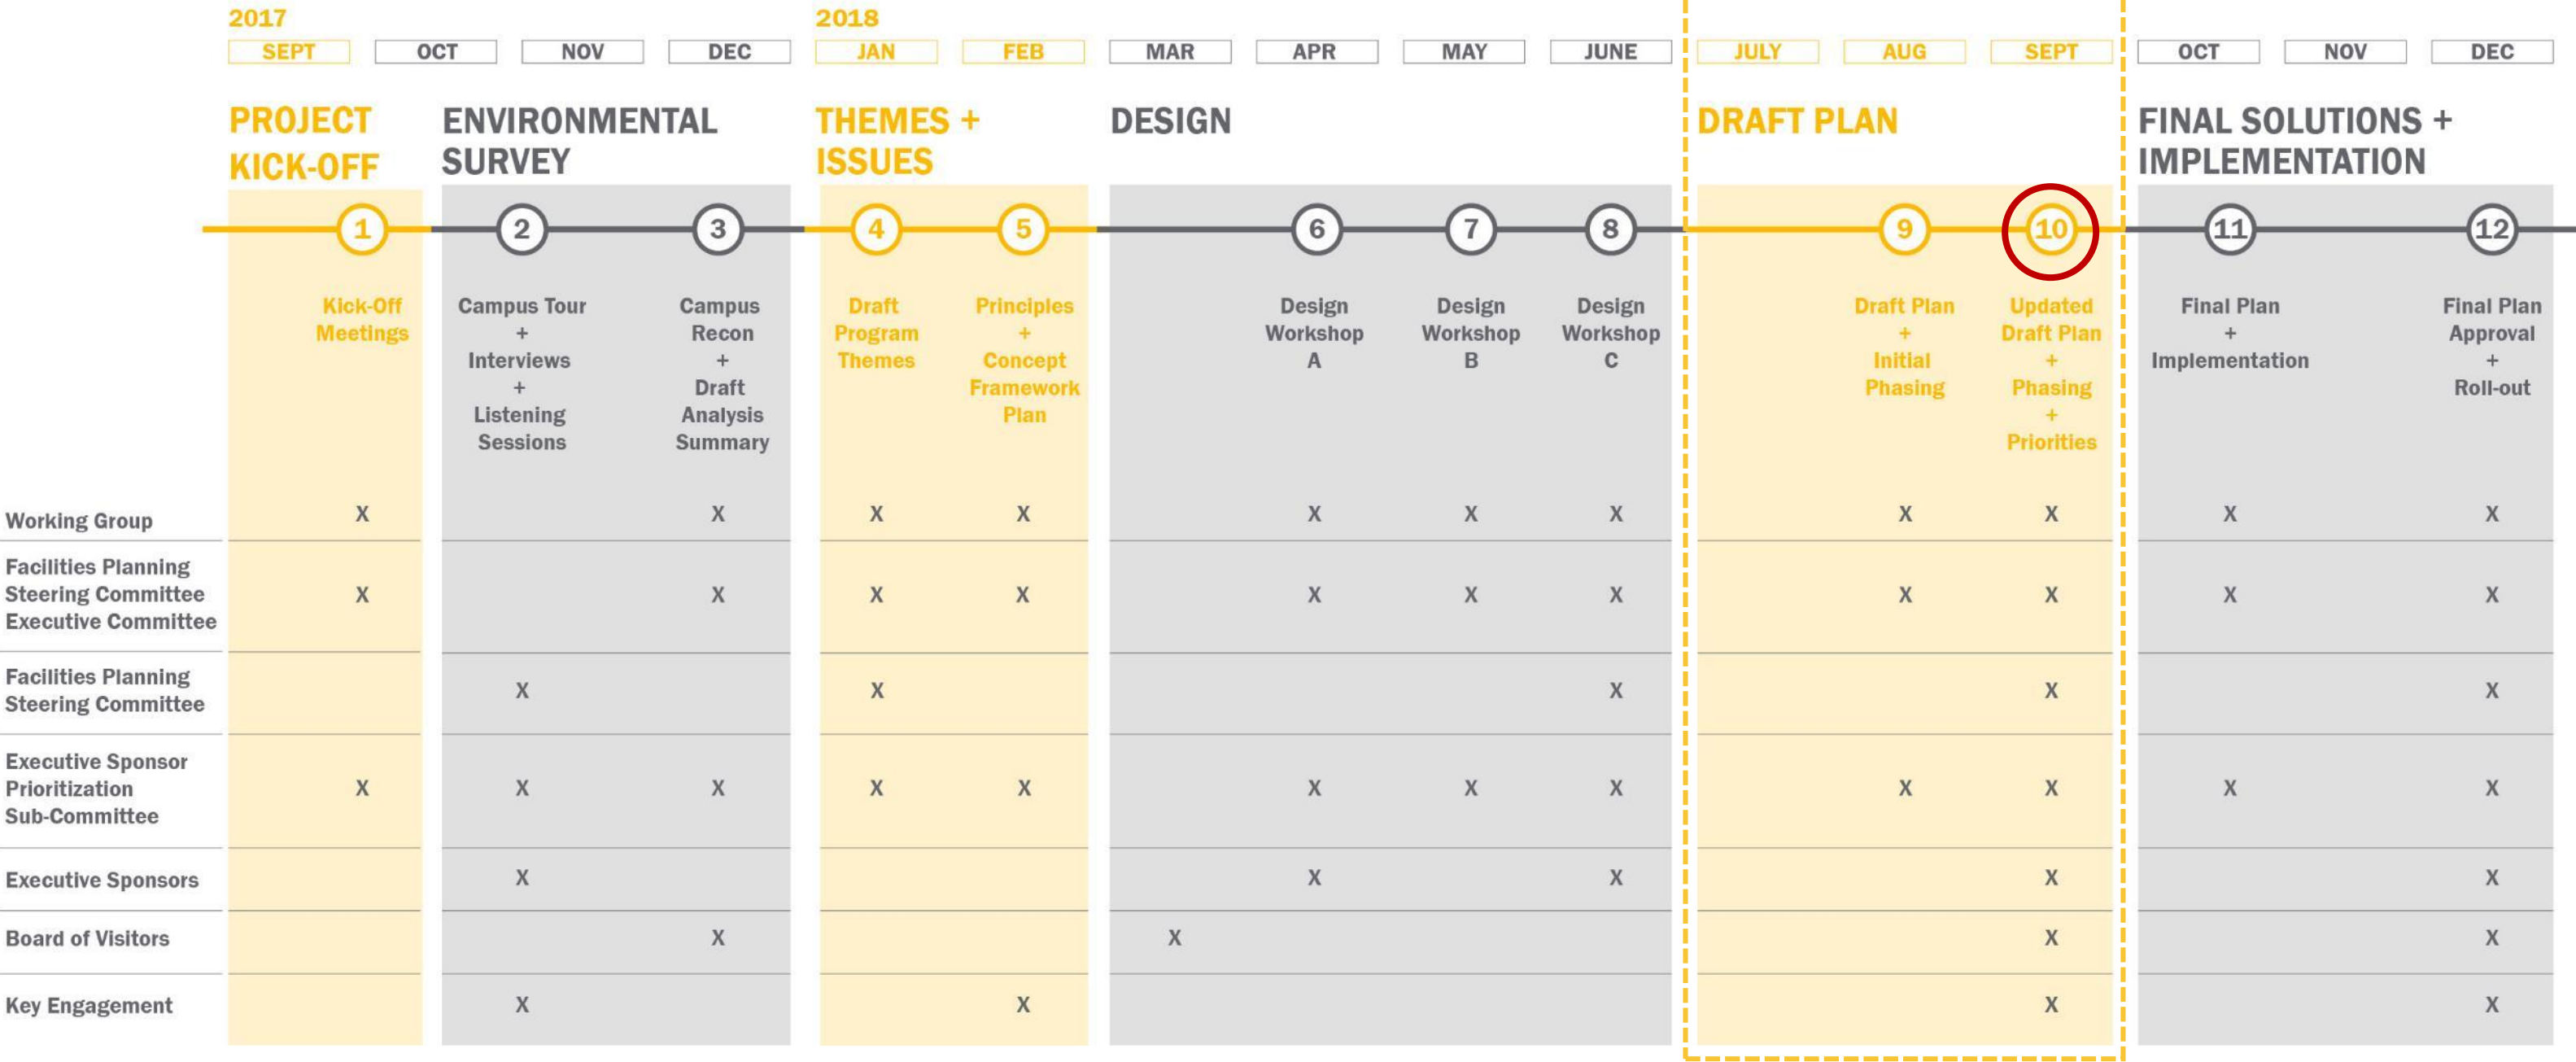 2017 2018
SEPT OCT NOV DEC JAN FEB MAR APR MAY JUNE JULY AUG SEPT OCT NOV DEC
PROJECT
KICK-OFF
ENVIRONMENTAL
SURVEY
THEMES +
ISSUES
DESIGN
DRAFT PLAN
FINAL SOLUTIONS +
IMPLEMENTATION
1 2 3 4 5 6 7 8 9 10 11 12
Kick-Off
Meetings
Campus Tour
+
Interviews
+
Listening
Sessions
Campus
Recon
+
Draft
Analysis
Summary
Draft
Program
Themes
Principles
+
Concept
Framework
Plan
Design
Workshop
A
Design
Workshop
B
Design
Workshop
C
Draft Plan
+
Initial
Phasing
Updated
Draft Plan
+
Phasing
+
Priorities
Final Plan
+
Implementation
Final Plan
Approval
+
Roll-out
Working Group X X X X X X X X X X X
Facilities Planning
Steering Committee X X X X X X X X X X X
Executive Committee
Facilities Planning
Steering Committee X X X X X
Executive Sponsor
Prioritization X X X X X X X X X X X X
Sub-Committee
Executive Sponsors X X X X X
Board of Visitors X X X X
Key Engagement X X X X